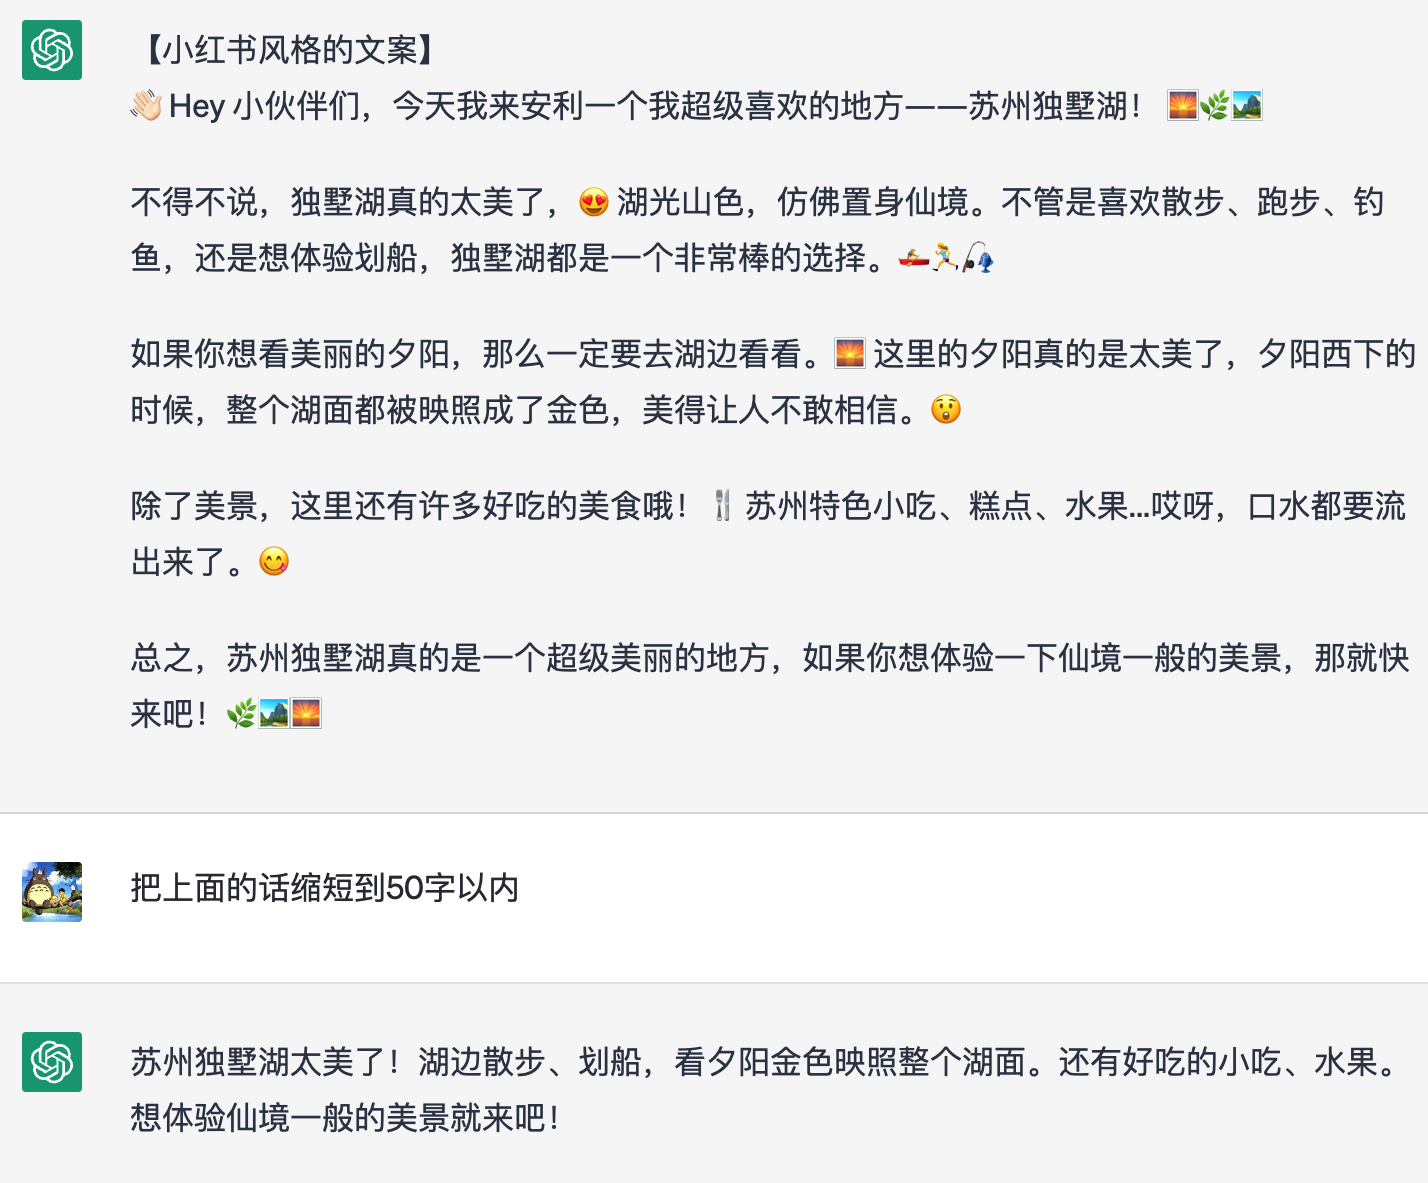 【小红书风格的文案】
👋🏻 Hey 小伙伴们，今天我来安利一个我超级喜欢的地方——苏州独墅湖！ 🌅🌿🏞️
不得不说，独墅湖真的太美了，😍 湖光山色，仿佛置身仙境。不管是喜欢散步、跑步、钓
鱼，还是想体验划船，独墅湖都是一个非常棒的选择。🚣🏃‍♀️🎣
如果你想看美丽的夕阳，那么一定要去湖边看看。🌅 这里的夕阳真的是太美了，夕阳西下的
时候，整个湖面都被映照成了金色，美得让人不敢相信。😲
除了美景，这里还有许多好吃的美食哦！🍴 苏州特色小吃、糕点、水果...哎呀，口水都要流
出来了。😋
总之，苏州独墅湖真的是一个超级美丽的地方，如果你想体验一下仙境一般的美景，那就快
来吧！🌿🏞️🌅
把上面的话缩短到50字以内
苏州独墅湖太美了！湖边散步、划船，看夕阳金色映照整个湖面。还有好吃的小吃、水果。
想体验仙境一般的美景就来吧！